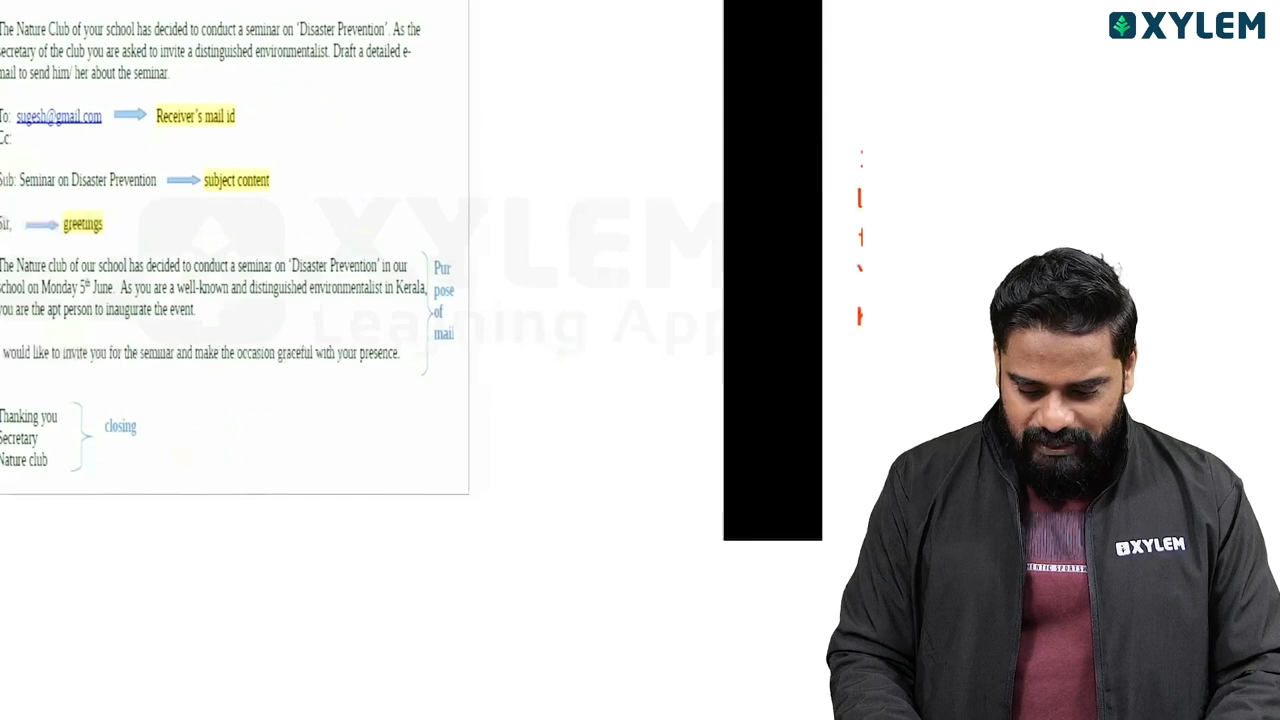 The Nature Club of your school has decided to conduct a seminar on ‘Disaster Prevention’. As the
secretary of the club you are asked to invite a distinguished environmentalist. Draft a detailed e-
mail to send him/ her about the seminar.
To: sugesh@gmail.com Receiver’s mail id
Cc:
Sub: Seminar on Disaster Prevention subject content
Sir, greetings
The Nature club of our school has decided to conduct a seminar on ‘Disaster Prevention’ in our
school on Monday 5th June. As you are a well-known and distinguished environmentalist in Kerala,
you are the apt person to inaugurate the event.
would like to invite you for the seminar and make the occasion graceful with your presence.
Pur
pose
of
mail
Thanking you
Secretary
Nature club
closing
XYLEM
Learning App
XYLEM
XYLEM